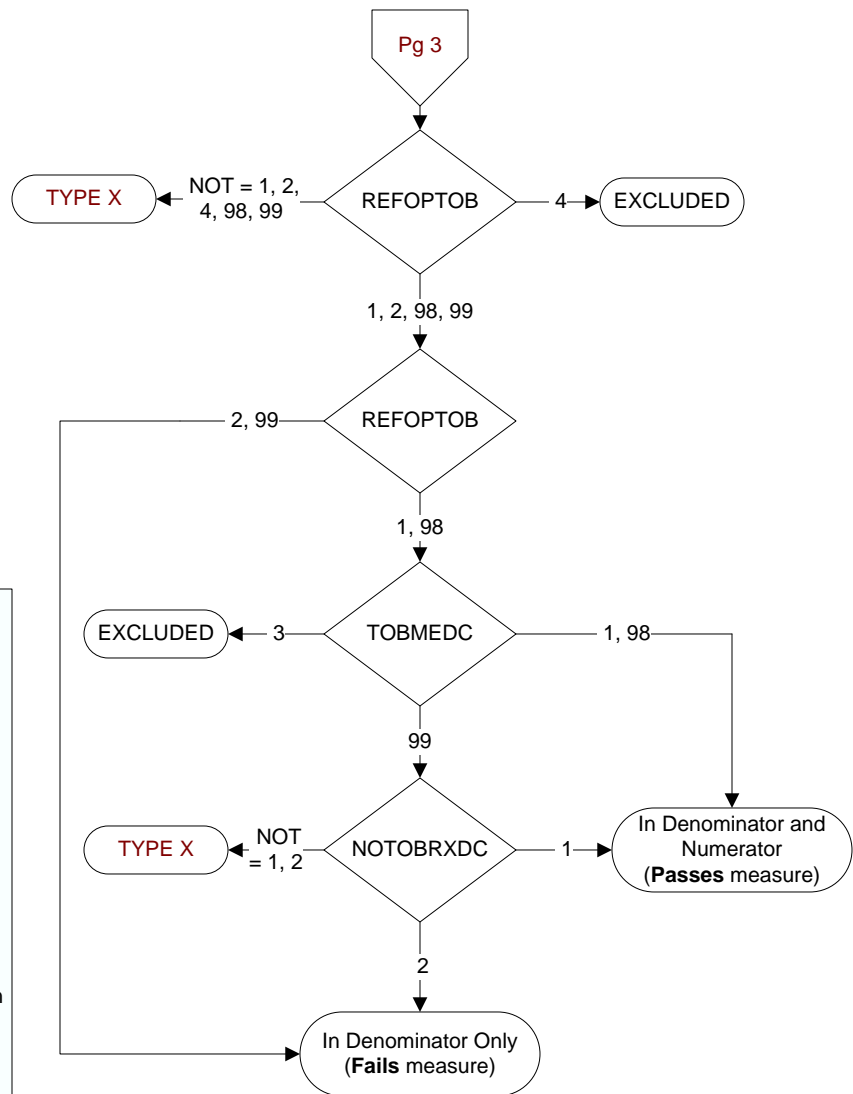 Pg 3
TYPE X
NOT = 1, 2,
4, 98, 99
REFOPTOB
4
EXCLUDED
1, 2, 98, 99
2, 99
REFOPTOB
1, 98
EXCLUDED
3
TOBMEDC
1, 98
99
TYPE X
NOT
= 1, 2
NOTOBRXDC
1
In Denominator and
Numerator
(Passes measure)
2
In Denominator Only
(Fails measure)